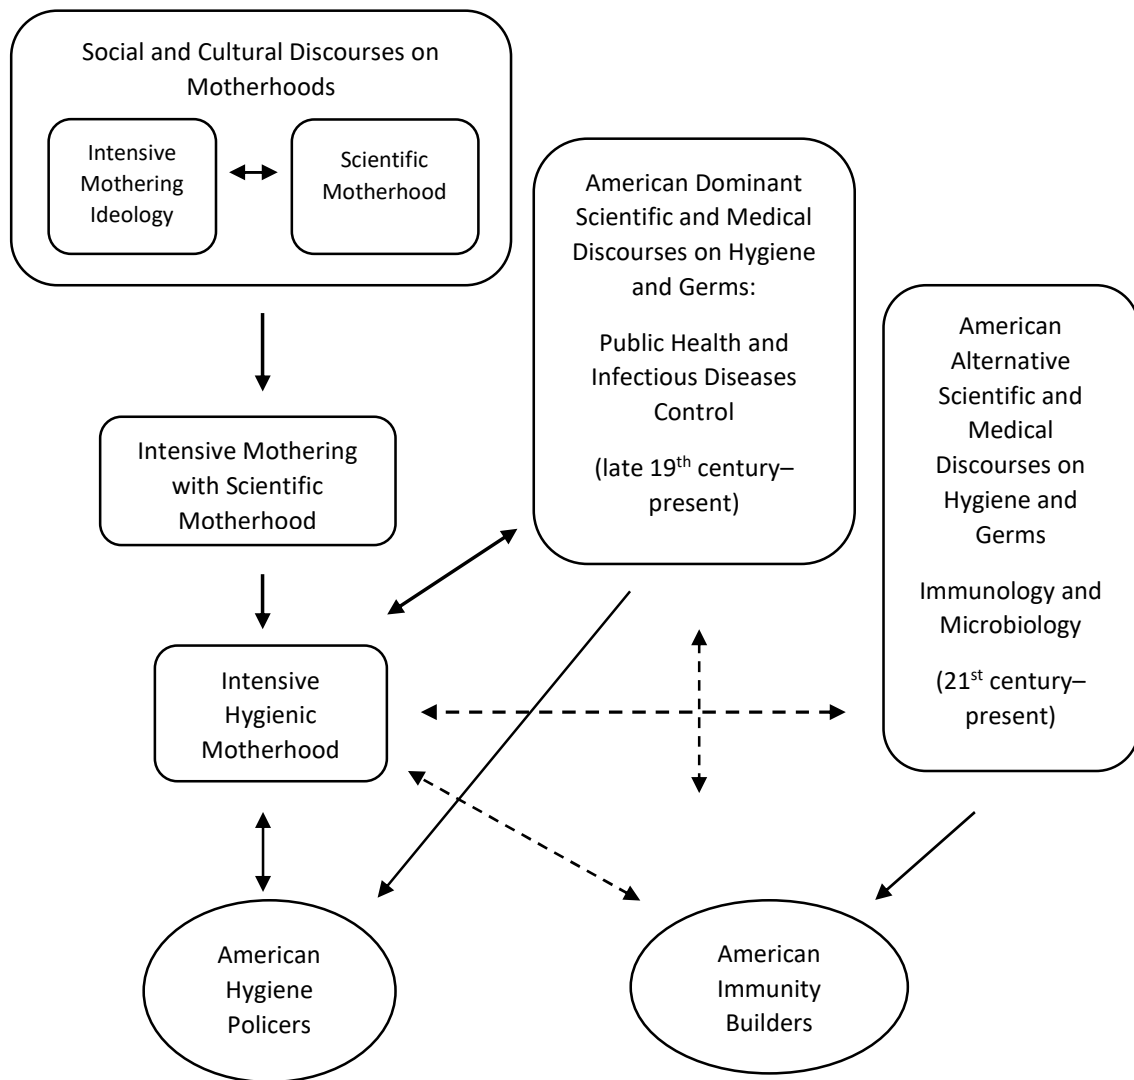 Social and Cultural Discourses on
Motherhoods
Intensive
Mothering
Ideology
Scientific
Motherhood
American Dominant
Scientific and Medical
Discourses on Hygiene
and Germs:
Public Health and
Infectious Diseases
Control
(late 19th century–
present)
American
Alternative
Scientific and
Medical
Discourses on
Hygiene and
Germs
Immunology and
Microbiology
(21st century–
present)
Intensive Mothering
with Scientific
Motherhood
Intensive
Hygienic
Motherhood
American
Hygiene
Policers
American
Immunity
Builders